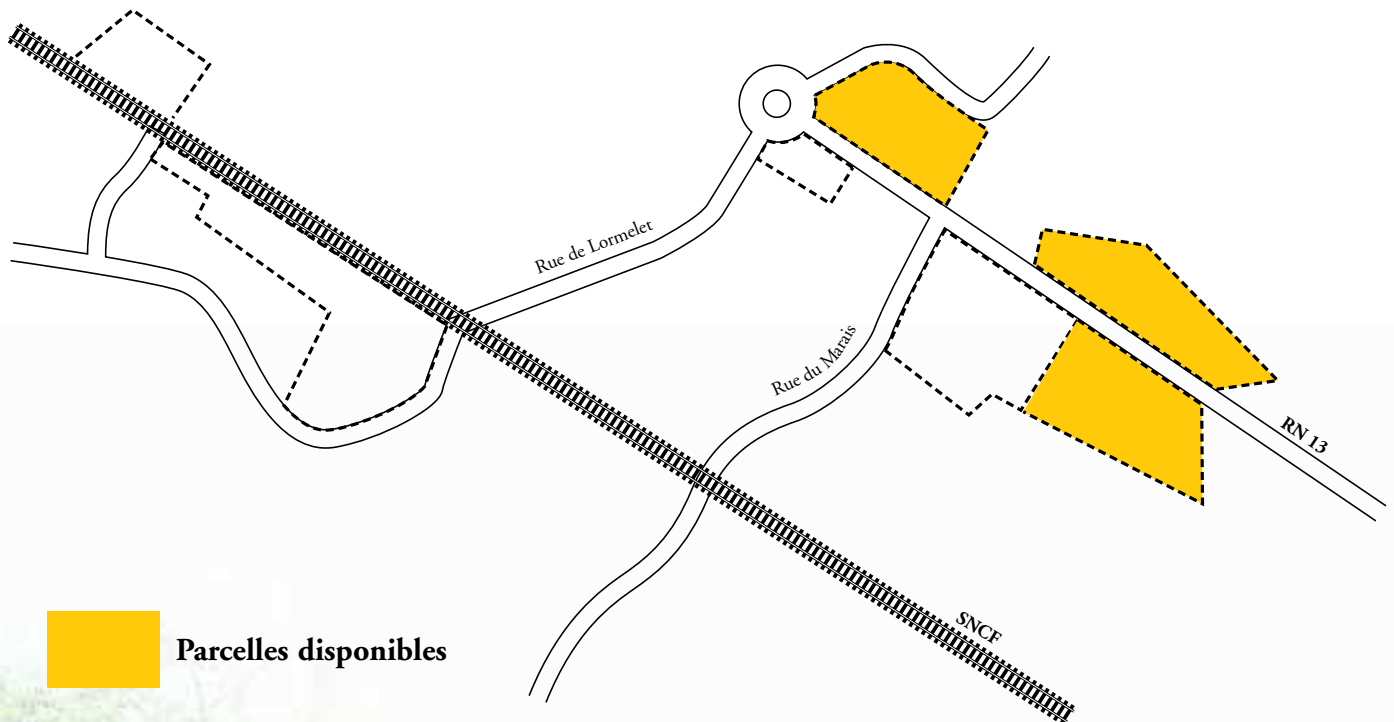 Rue de Lormelet
Rue du Marais
RN 13
SNCF
Parcelles disponibles